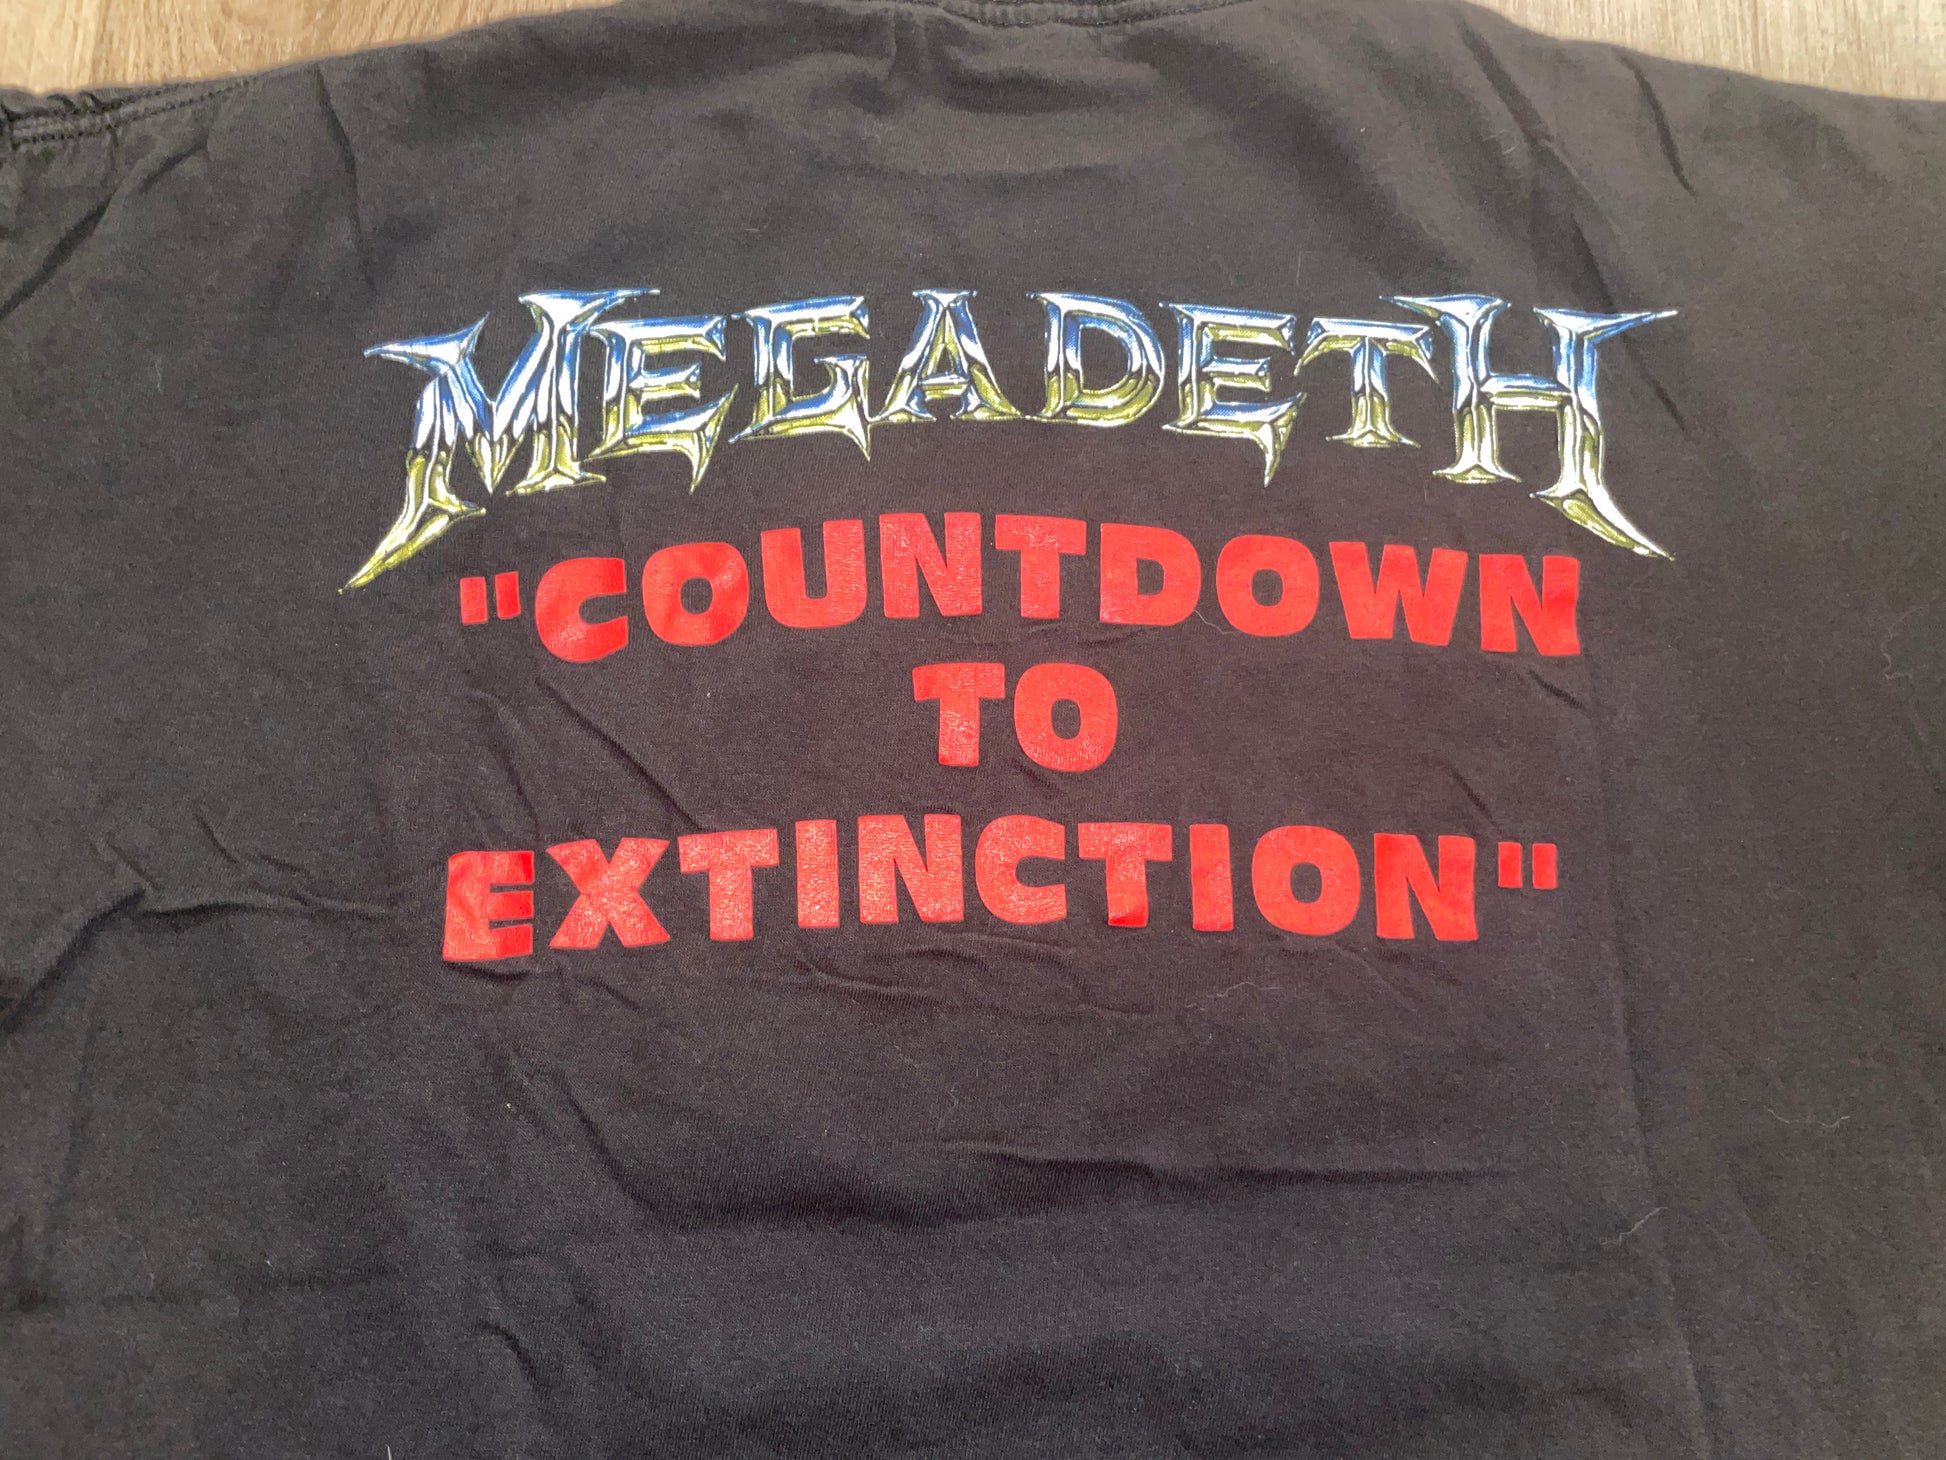 MEGADETH
"COUNTDOWN
TO
EXTINCTION"